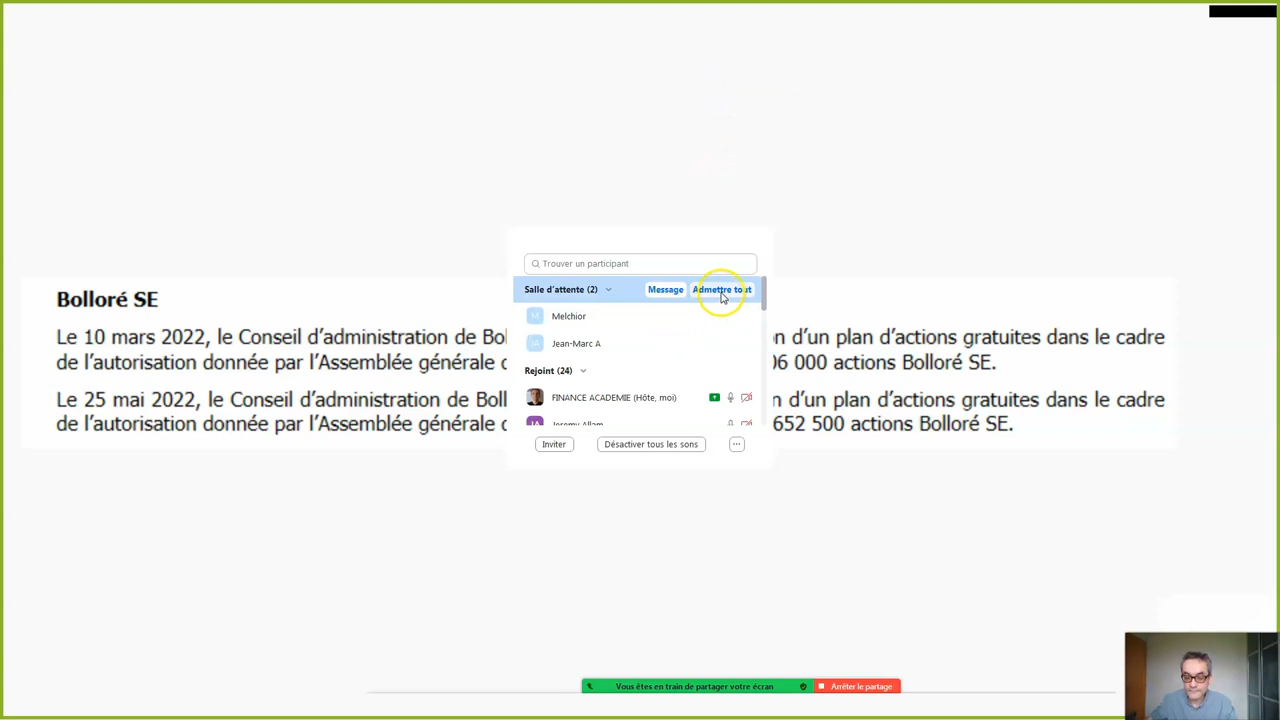 Trouver un participant
Salle d'attente (2) Message Admettre tout
Melchior
Jean-Marc A
Rejoint (24)
FINANCE ACADEMIE (Hôte, moi)
Jeremy Allam
Inviter Désactiver tous les sons ...
Bolloré SE
Le 10 mars 2022, le Conseil d'administration de Bol
n d'un plan d'actions gratuites dans le cadre
de l'autorisation donnée par l'Assemblée générale d
06 000 actions Bolloré SE.
Le 25 mai 2022, le Conseil d'administration de Boll
n d'un plan d'actions gratuites dans le cadre
de l'autorisation donnée par l'Assemblée générale d
652 500 actions Bolloré SE.
Vous êtes en train de partager votre écran Arrêter le partage